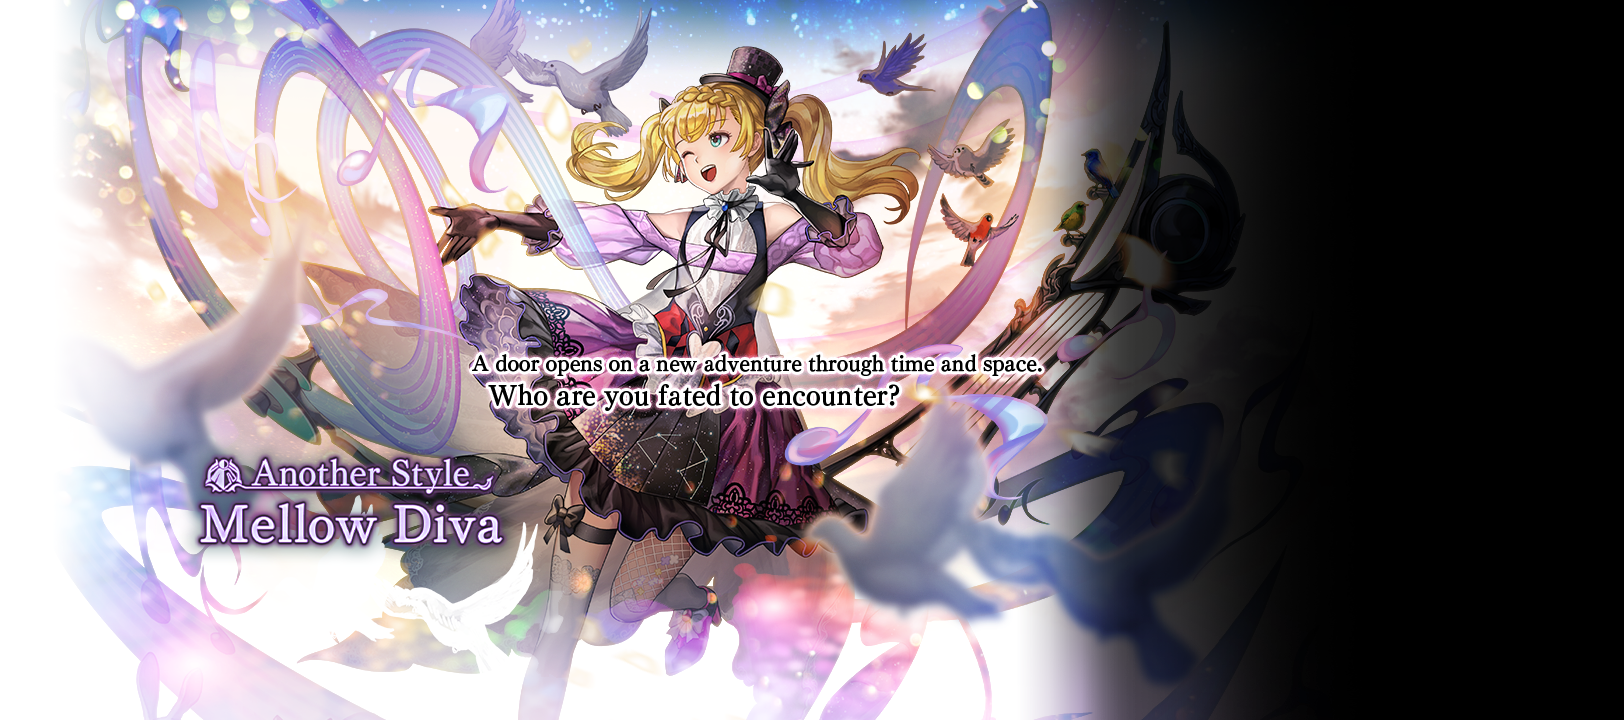 A door opens on a new adventure through time and space.
Who are you fated to encounter?
Another Style
Mellow Diva